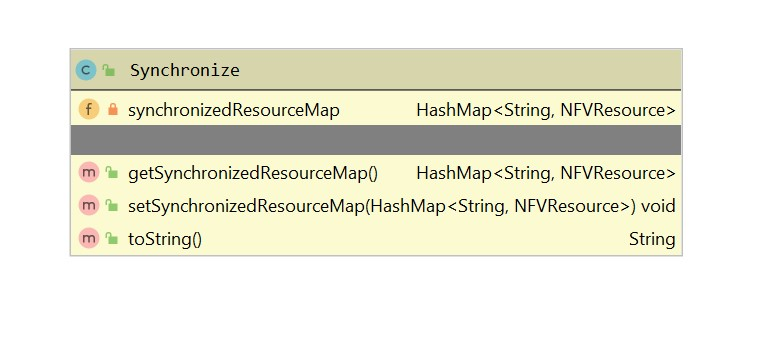 C Synchronize
f synchronizedResourceMap HashMap<String, NFVResource>
m getSynchronizedResourceMap() HashMap<String, NFVResource>
m setSynchronizedResourceMap(HashMap<String, NFVResource>) void
m toString() String